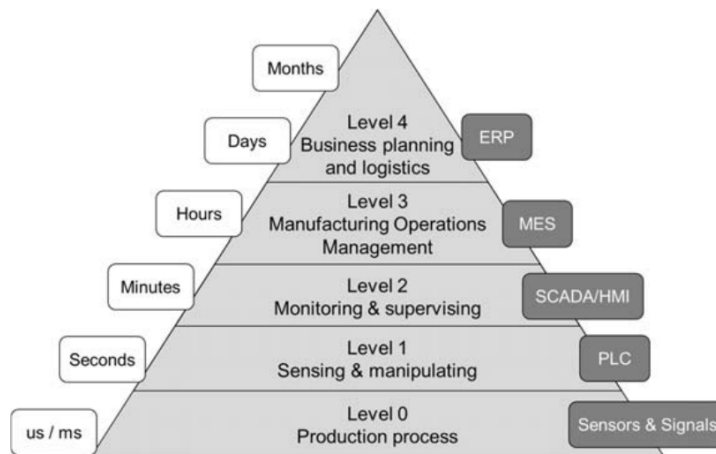 Months
Level 4
Business planning
and logistics
Days
ERP
Level 3
Manufacturing Operations
Management
Hours
MES
Level 2
Monitoring & supervising
Minutes
SCADA/HMI
Level 1
Sensing & manipulating
Seconds
PLC
Level 0
Production process
us / ms
Sensors & Signals